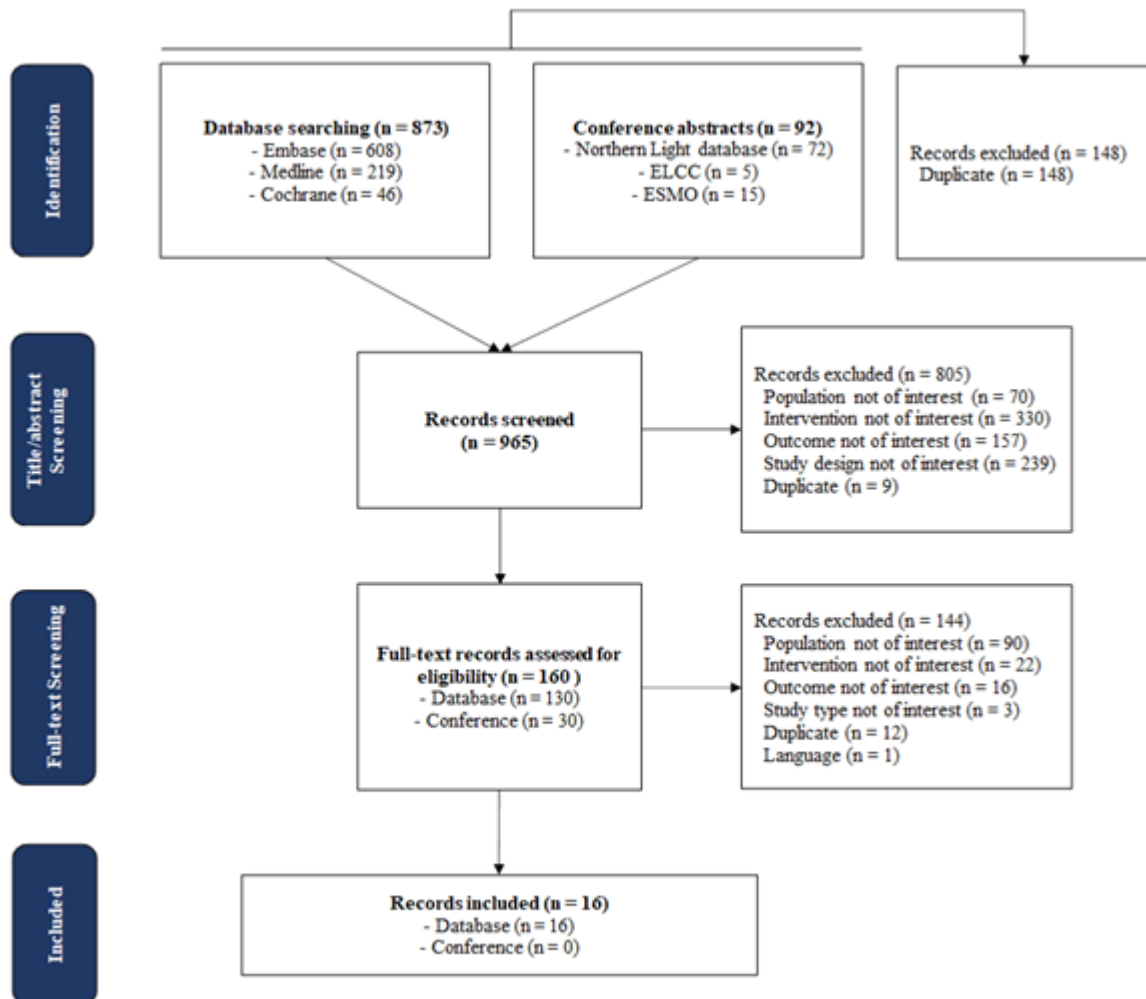 Identification
Database searching (n = 873)
- Embase (n = 608)
- Medline (n = 219)
- Cochrane (n = 46)
Conference abstracts (n = 92)
- Northern Light database (n = 72)
- ELCC (n = 5)
- ESMO (n = 15)
Records excluded (n = 148)
Duplicate (n = 148)
Title/abstract
Screening
Records screened
(n = 965)
Records excluded (n = 805)
Population not of interest (n = 70)
Intervention not of interest (n = 330)
Outcome not of interest (n = 157)
Study design not of interest (n = 239)
Duplicate (n = 9)
Full-text Screening
Full-text records assessed for
eligibility (n = 160 )
- Database (n = 130)
- Conference (n = 30)
Records excluded (n = 144)
Population not of interest (n = 90)
Intervention not of interest (n = 22)
Outcome not of interest (n = 16)
Study type not of interest (n = 3)
Duplicate (n = 12)
Language (n = 1)
Included
Records included (n = 16)
- Database (n = 16)
- Conference (n = 0)